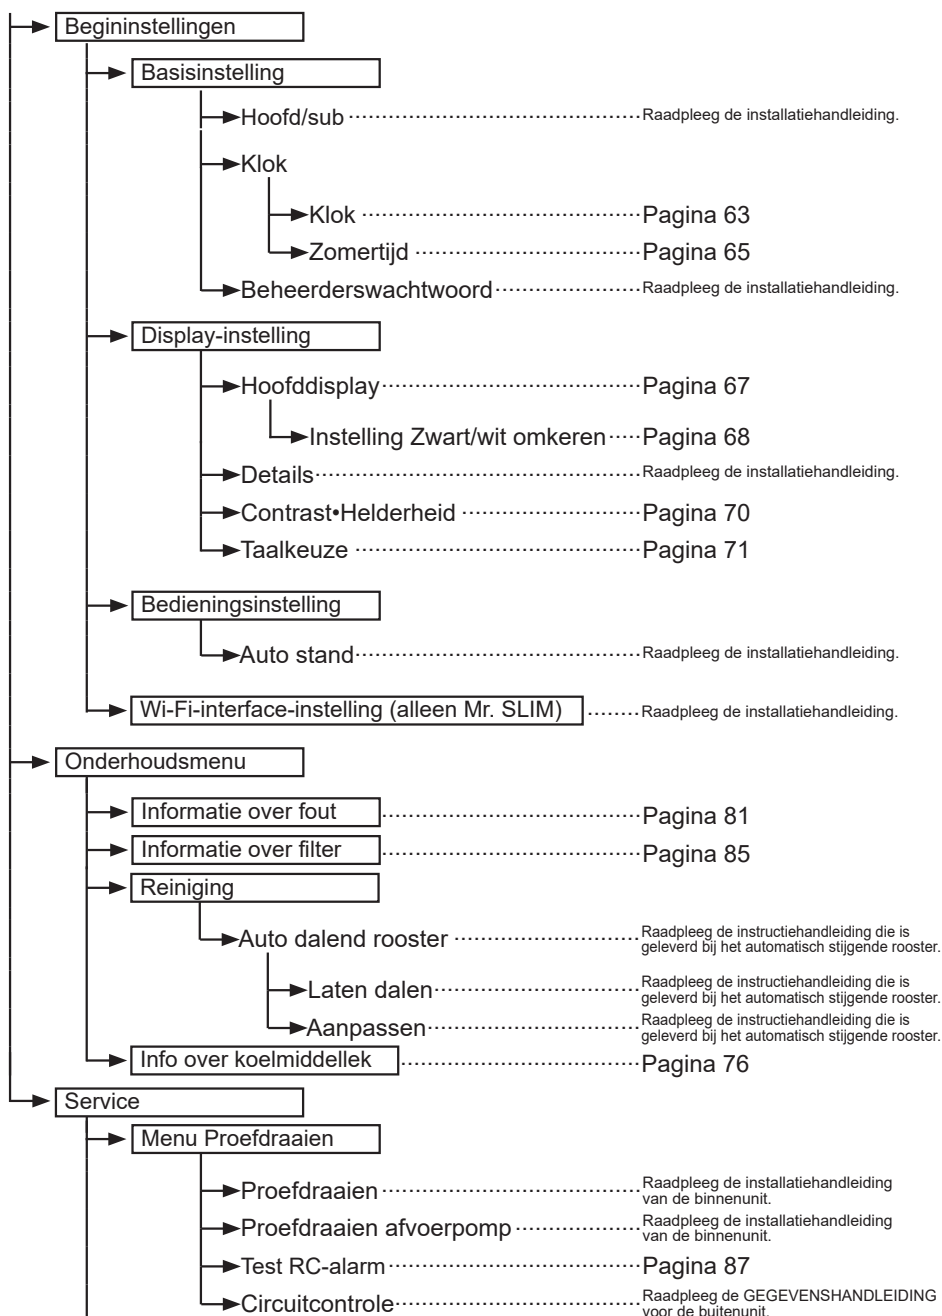 Begininstellingen
Basisinstelling
Hoofd/sub Raadpleeg de installatiehandleiding.
Klok
Klok Pagina 63
Zomertijd Pagina 65
Beheerderswachtwoord Raadpleeg de installatiehandleiding.
Display-instelling
Hoofddisplay Pagina 67
Instelling Zwart/wit omkeren Pagina 68
Details Raadpleeg de installatiehandleiding.
Contrast•Helderheid Pagina 70
Taalkeuze Pagina 71
Bedieningsinstelling
Auto stand Raadpleeg de installatiehandleiding.
Wi-Fi-interface-instelling (alleen Mr. SLIM) Raadpleeg de installatiehandleiding.
Onderhoudsmenu
Informatie over fout Pagina 81
Informatie over filter Pagina 85
Reiniging
Auto dalend rooster Raadpleeg de instructiehandleiding die is
geleverd bij het automatisch stijgende rooster.
Laten dalen Raadpleeg de instructiehandleiding die is
geleverd bij het automatisch stijgende rooster.
Aanpassen Raadpleeg de instructiehandleiding die is
geleverd bij het automatisch stijgende rooster.
Info over koelmiddellek Pagina 76
Service
Menu Proefdraaien
Proefdraaien Raadpleeg de installatiehandleiding
van de binnenunit.
Proefdraaien afvoerpomp Raadpleeg de installatiehandleiding
van de binnenunit.
Test RC-alarm Pagina 87
Circuitcontrole Raadpleeg de GEGEVENSHANDLEIDING
voor de buitenunit.